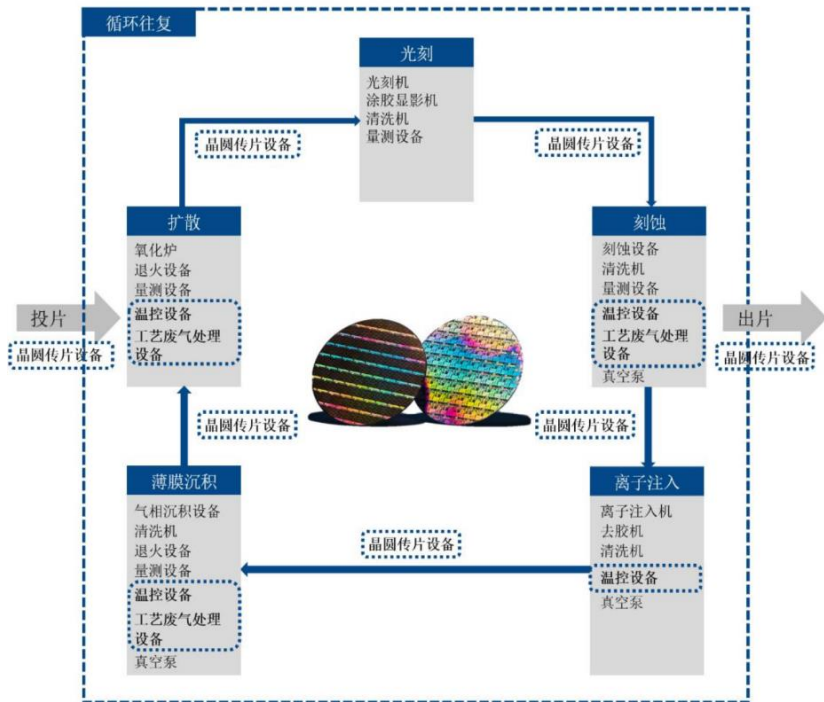 循环往复
光刻
光刻机
涂胶显影机
清洗机
量测设备
晶圆传片设备
晶圆传片设备
扩散
氧化炉
退火设备
量测设备
温控设备
工艺废气处理
设备
刻蚀
刻蚀设备
清洗机
量测设备
温控设备
工艺废气处理
设备
真空泵
投片
晶圆传片设备
出片
晶圆传片设备
晶圆传片设备
晶圆传片设备
薄膜沉积
气相沉积设备
清洗机
退火设备
量测设备
温控设备
工艺废气处理
设备
真空泵
晶圆传片设备
离子注入
离子注入机
去胶机
清洗机
温控设备
真空泵